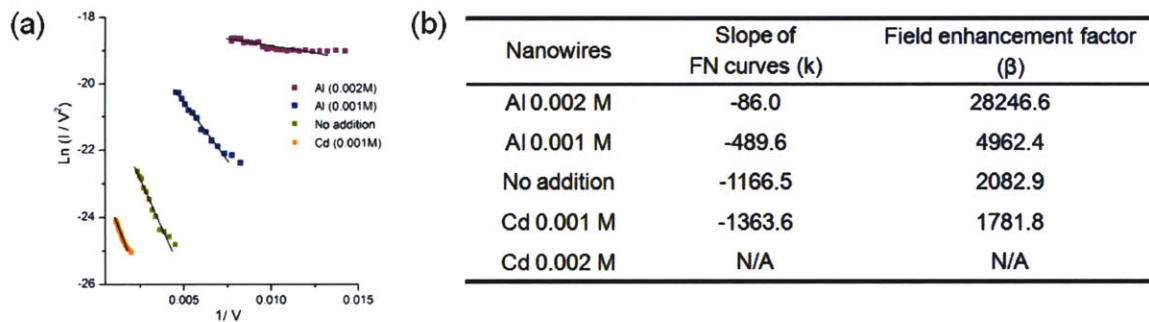 (a)
-18
-20
-22
-24
-26
Ln (I / V²)
Al (0.002M)
Al (0.001M)
No addition
Cd (0.001M)
0.005 0.010 0.015
1/ V
(b)
Nanowires Slope of FN curves (k) Field enhancement factor (β)
Al 0.002 M -86.0 28246.6
Al 0.001 M -489.6 4962.4
No addition -1166.5 2082.9
Cd 0.001 M -1363.6 1781.8
Cd 0.002 M N/A N/A